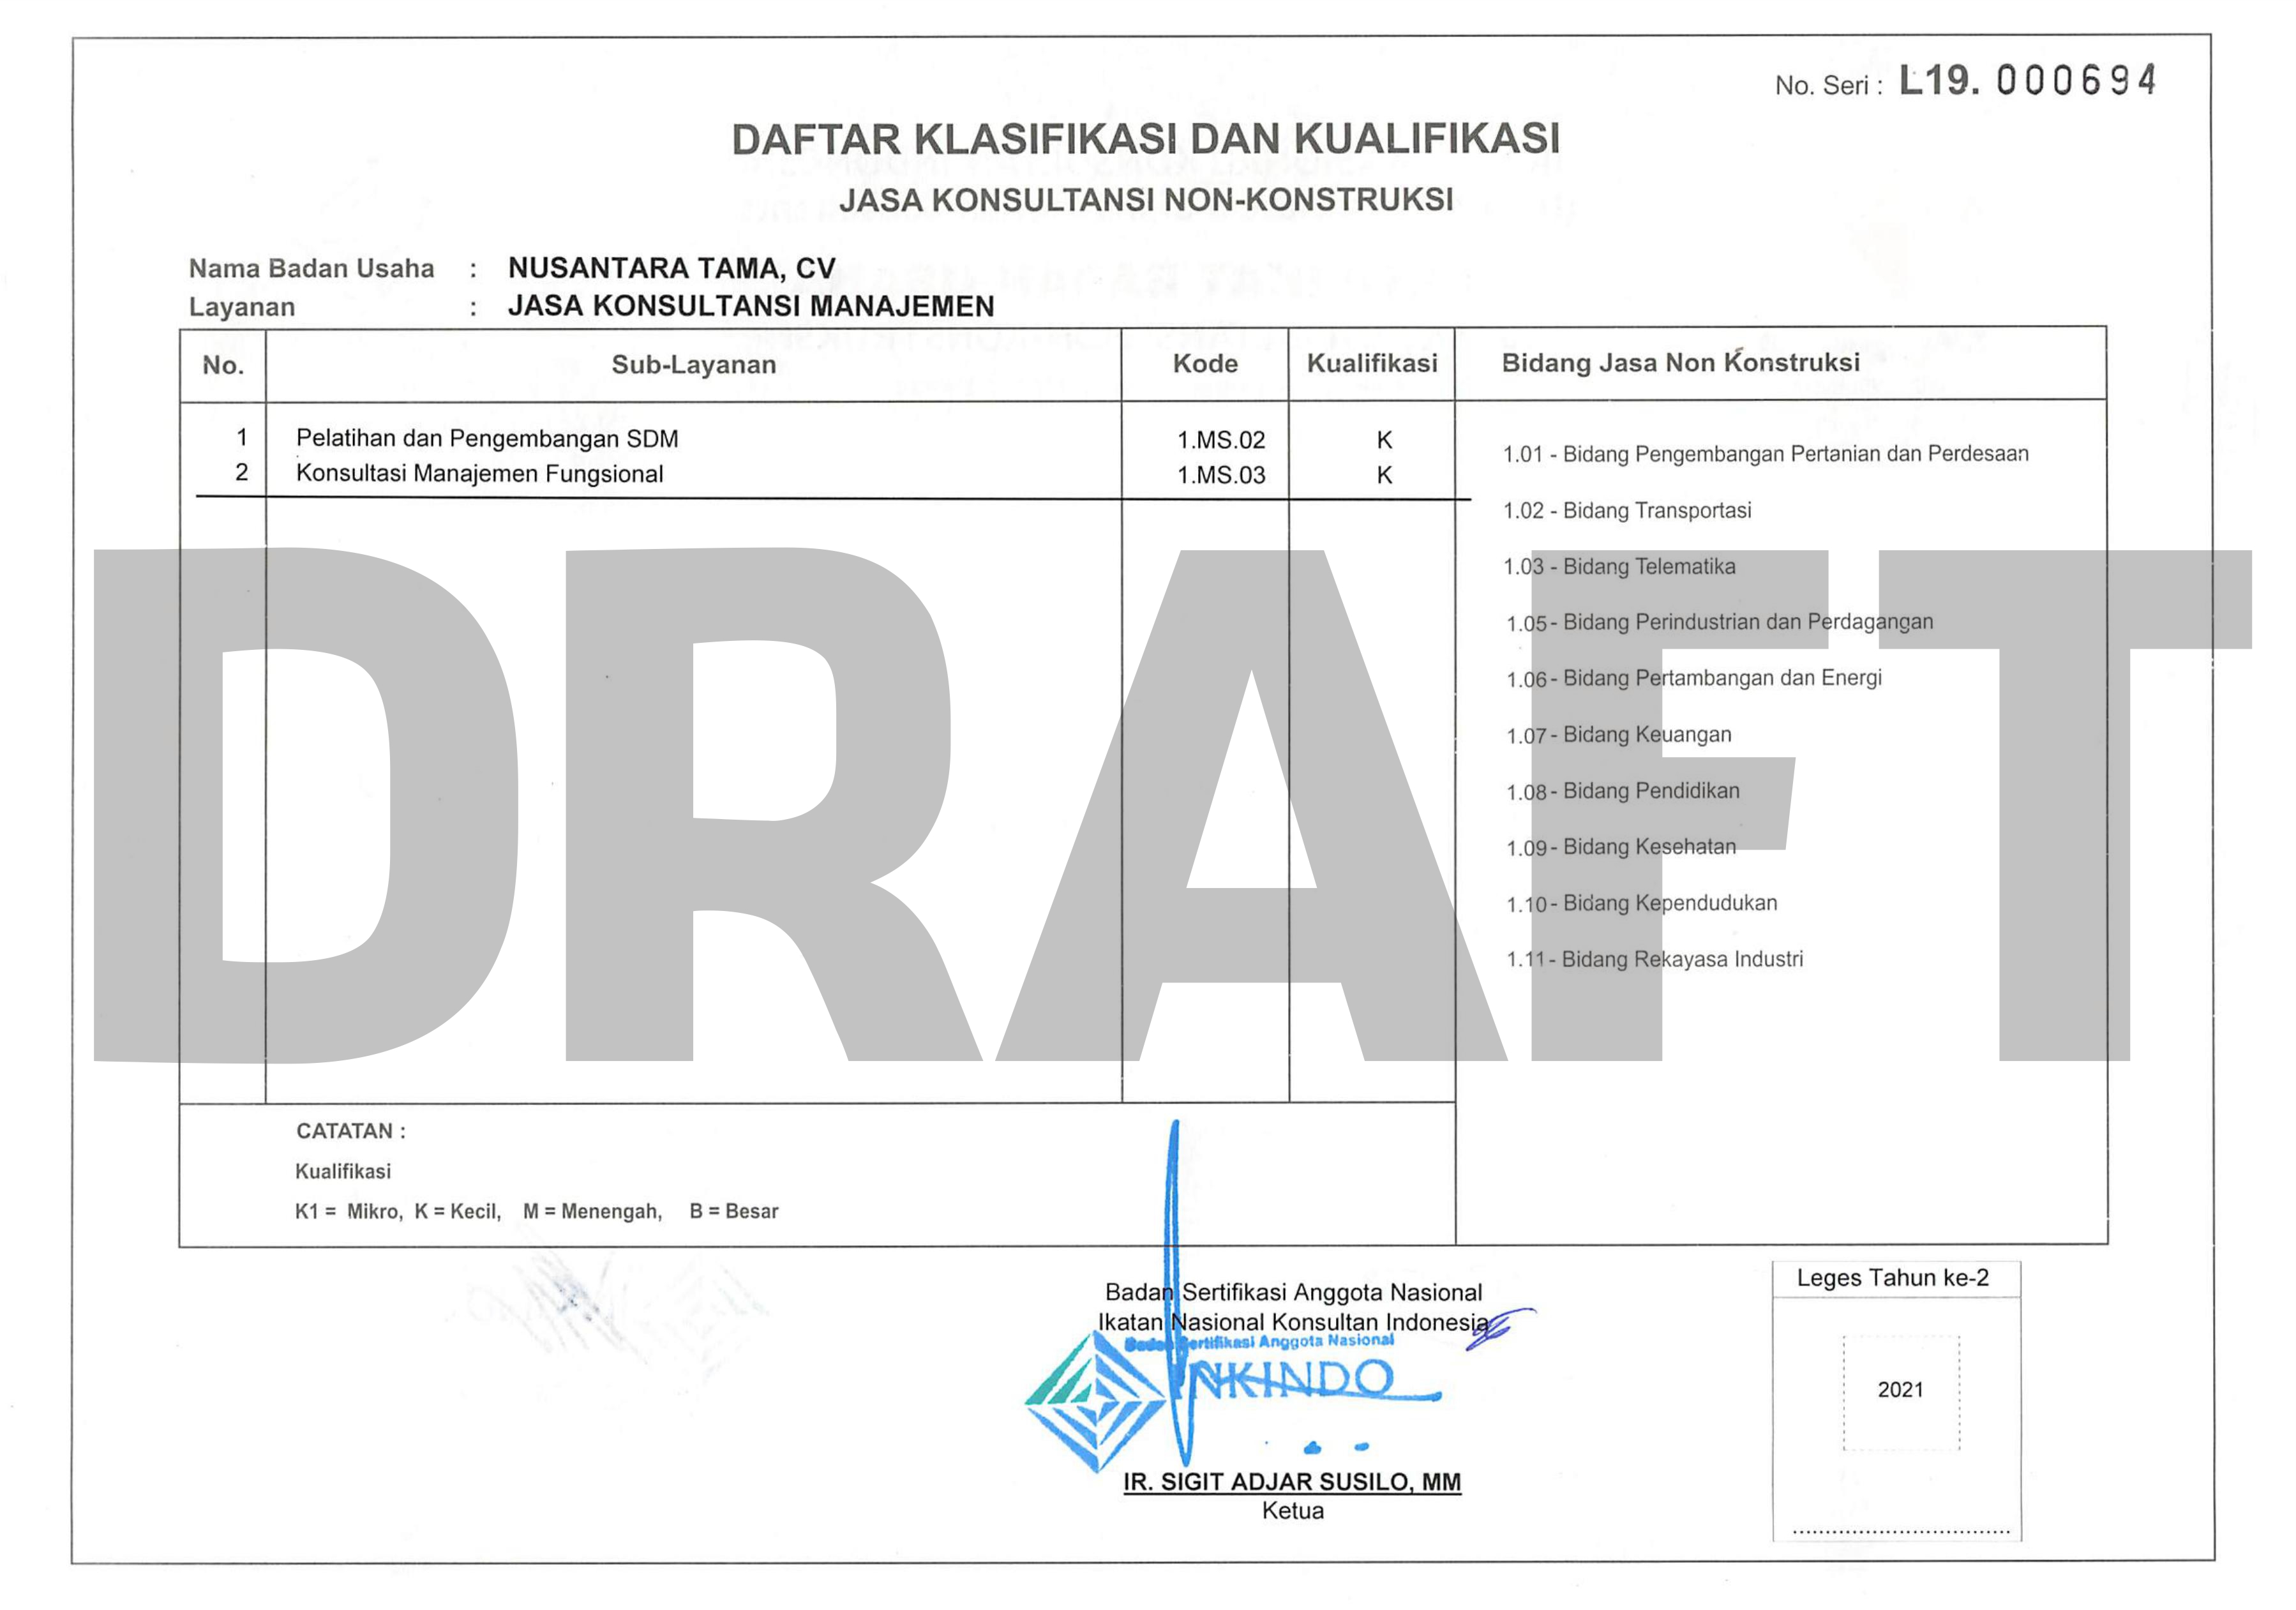 No. Seri : L19. 000694
DAFTAR KLASIFIKASI DAN KUALIFIKASI
JASA KONSULTANSI NON-KONSTRUKSI
Nama Badan Usaha : NUSANTARA TAMA, CV
Layanan : JASA KONSULTANSI MANAJEMEN
No. Sub-Layanan Kode Kualifikasi Bidang Jasa Non Konstruksi
1 Pelatihan dan Pengembangan SDM 1.MS.02 K
2 Konsultasi Manajemen Fungsional 1.MS.03 K
1.01 - Bidang Pengembangan Pertanian dan Perdesaan
1.02 - Bidang Transportasi
1.03 - Bidang Telematika
1.05 - Bidang Perindustrian dan Perdagangan
1.06 - Bidang Pertambangan dan Energi
1.07 - Bidang Keuangan
1.08 - Bidang Pendidikan
1.09 - Bidang Kesehatan
1.10 - Bidang Kependudukan
1.11 - Bidang Rekayasa Industri
DRAFT
CATATAN :
Kualifikasi
K1 = Mikro, K = Kecil, M = Menengah, B = Besar
Badan Sertifikasi Anggota Nasional
Ikatan Nasional Konsultan Indonesia
Badan Sertifikasi Anggota Nasional
INKINDO
IR. SIGIT ADJAR SUSILO, MM
Ketua
Leges Tahun ke-2
2021